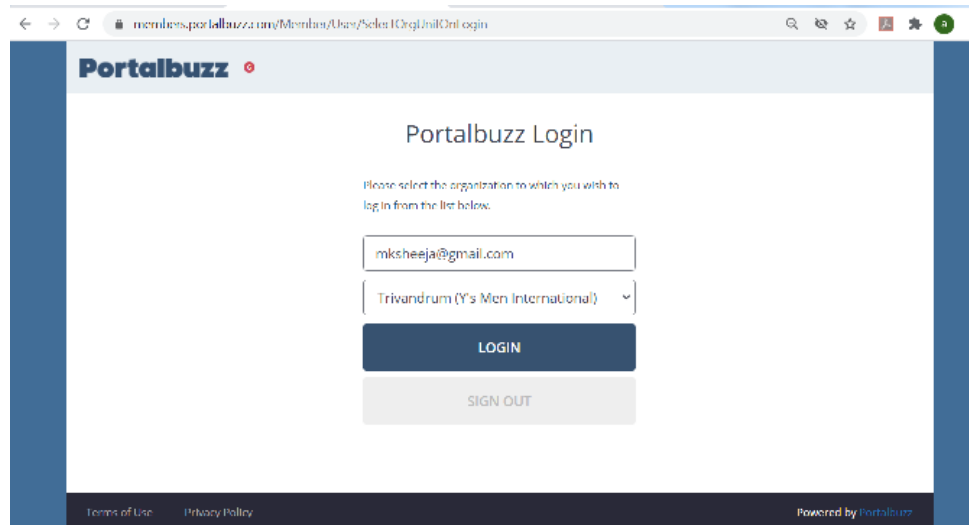 members.portalbuzz.com/Member/User/SelectOrgUnitOnLogin
a
Portalbuzz
Portalbuzz Login
Please select the organization to which you wish to
log in from the list below.
mksheeja@gmail.com
Trivandrum (Y's Men International)
LOGIN
SIGN OUT
Terms of Use Privacy Policy Powered by Portalbuzz